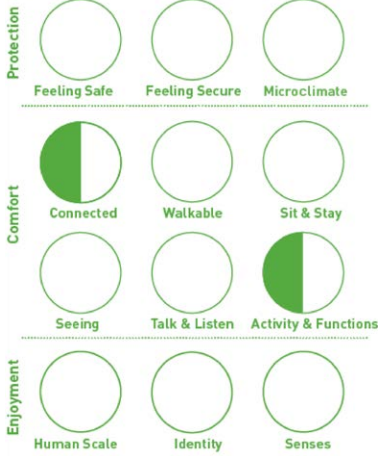 Protection
Feeling Safe
Feeling Secure
Microclimate
Comfort
Connected
Walkable
Sit & Stay
Seeing
Talk & Listen
Activity & Functions
Enjoyment
Human Scale
Identity
Senses